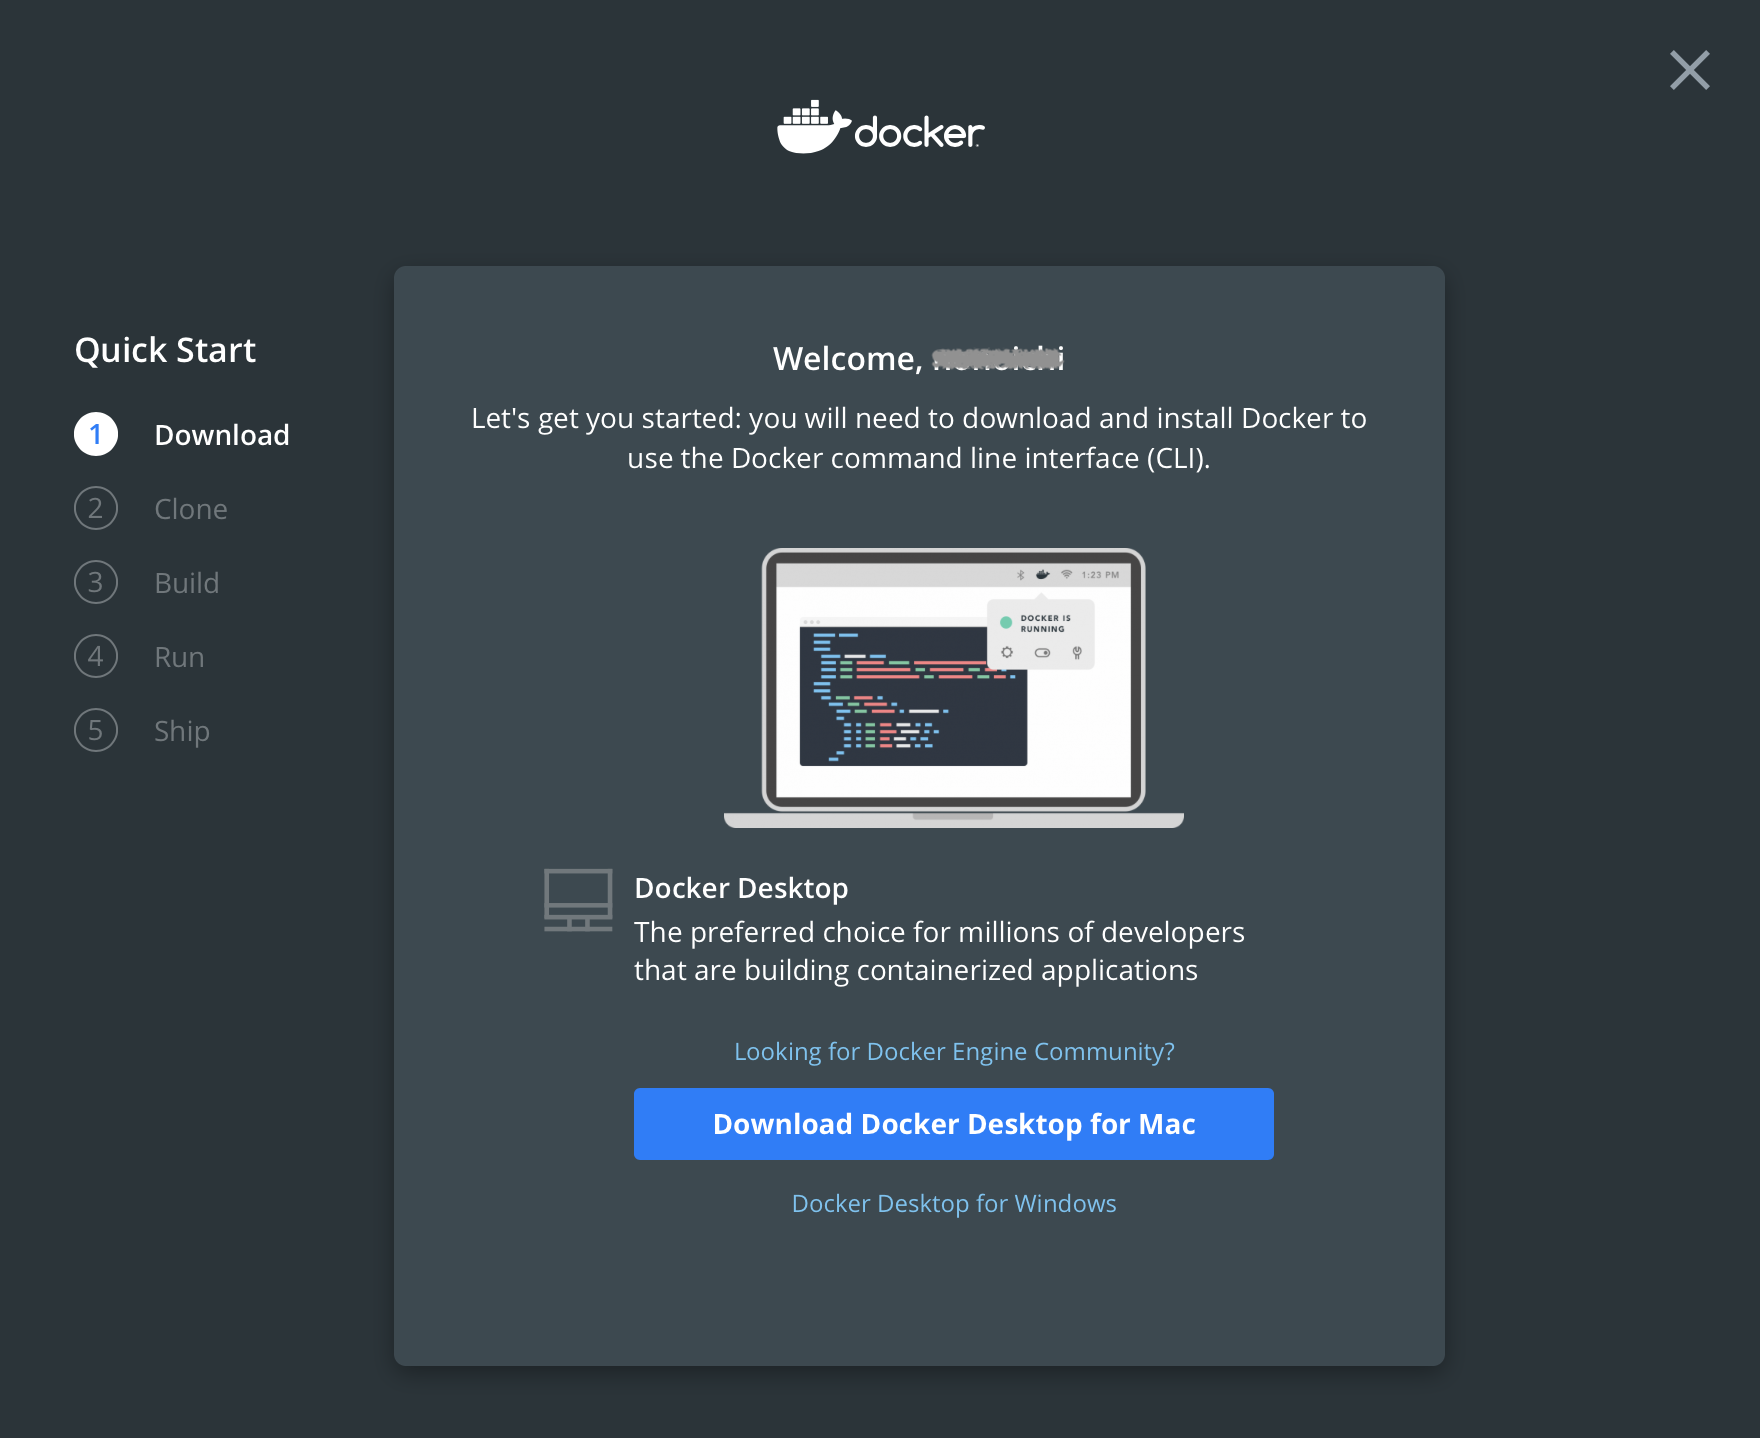 docker
Quick Start
1 Download
2 Clone
3 Build
4 Run
5 Ship
Welcome,
Let's get you started: you will need to download and install Docker to
use the Docker command line interface (CLI).
1:23 PM
DOCKER IS
RUNNING
Docker Desktop
The preferred choice for millions of developers
that are building containerized applications
Looking for Docker Engine Community?
Download Docker Desktop for Mac
Docker Desktop for Windows